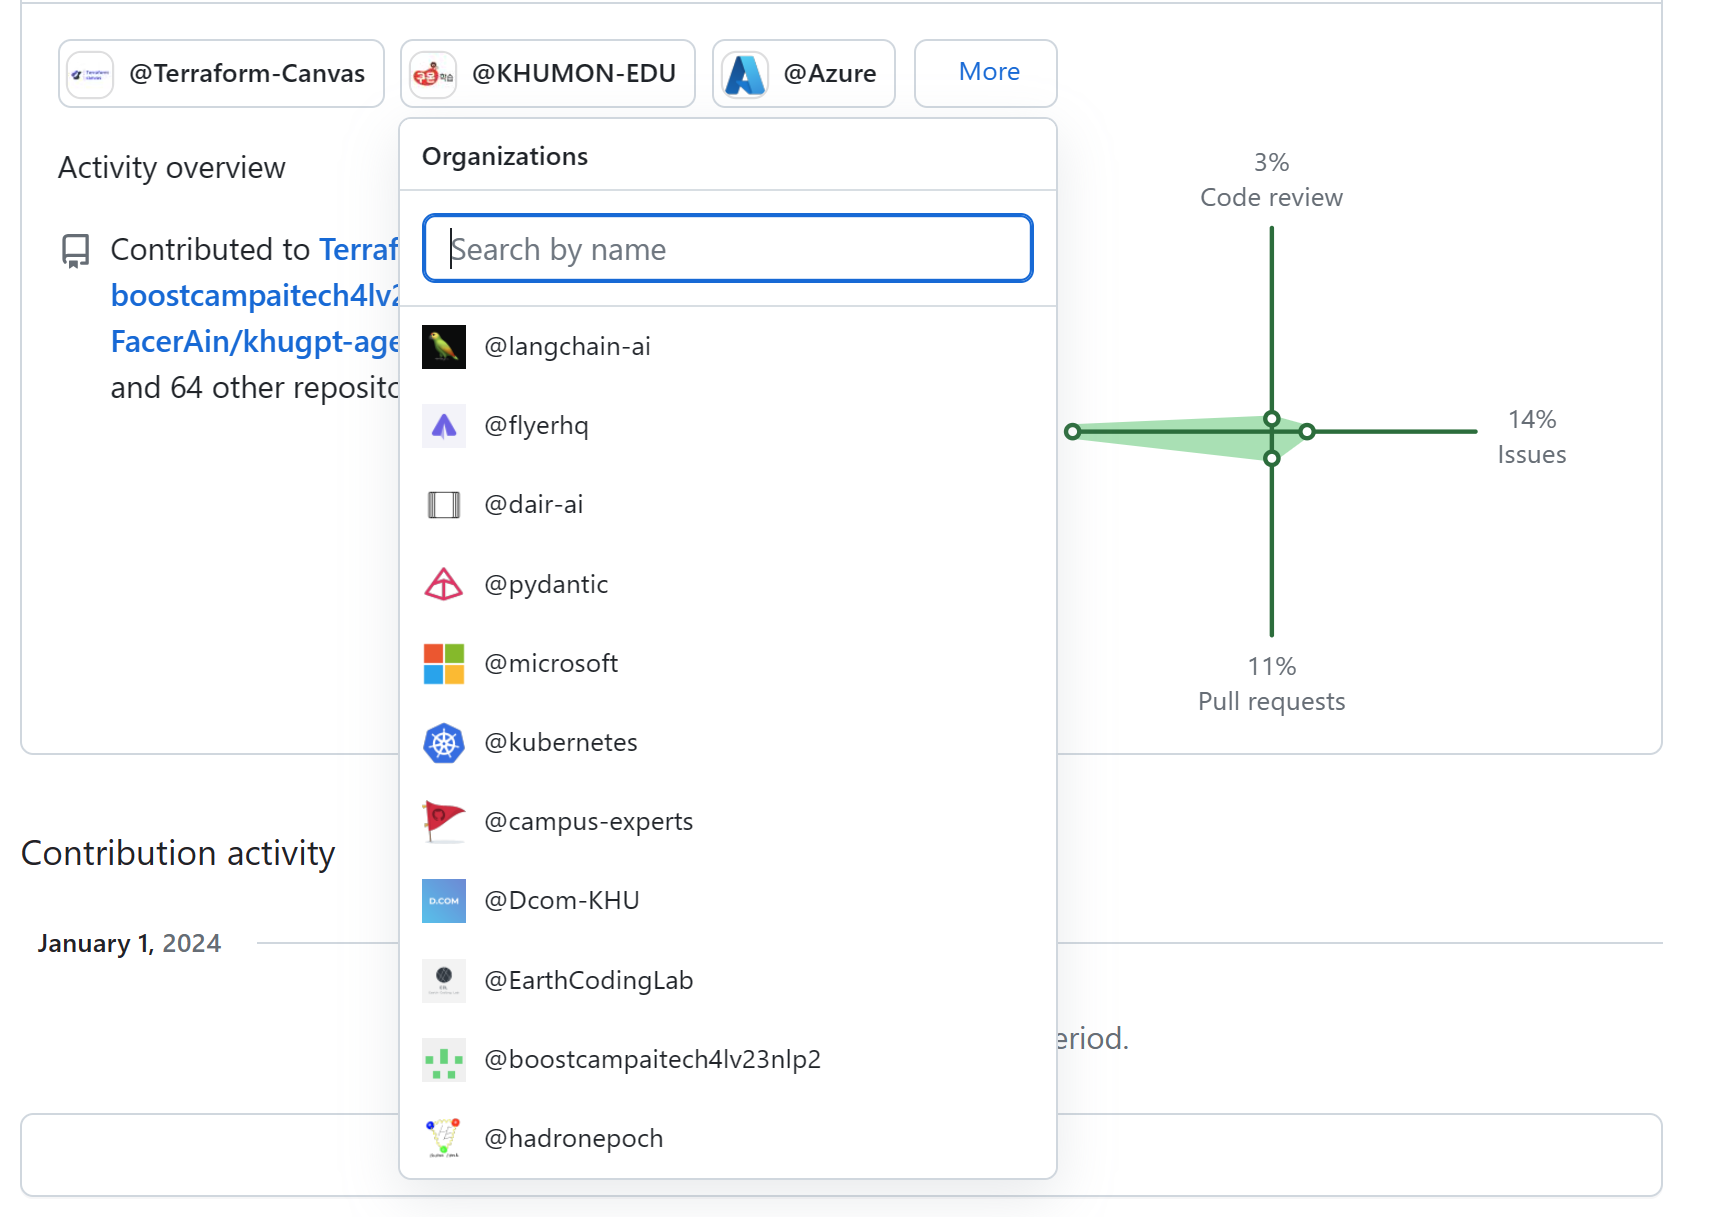 @Terraform-Canvas
@KHUMON-EDU
@Azure
More
Activity overview
Contributed to Terraf
boostcampaitech4lv2
FacerAin/khugpt-age
and 64 other reposito
Organizations
Search by name
@langchain-ai
@flyerhq
@dair-ai
@pydantic
@microsoft
@kubernetes
@campus-experts
D.COM
@Dcom-KHU
@EarthCodingLab
@boostcampaitech4lv23nlp2
@hadronepoch
3%
Code review
14%
Issues
11%
Pull requests
Contribution activity
January 1, 2024
eriod.